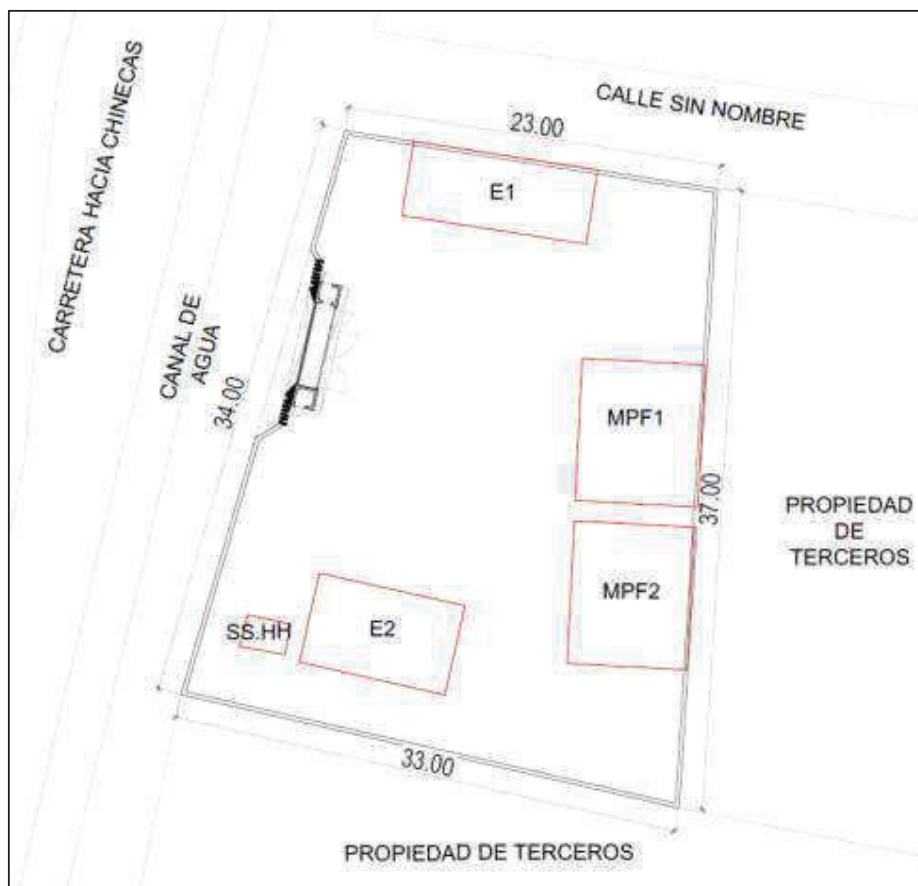 CARRETERA HACIA CHINECAS
CANAL DE
AGUA
CALLE SIN NOMBRE
23.00
E1
34.00
MPF1
37.00
PROPIEDAD
DE
TERCEROS
MPF2
SS.HH
E2
33.00
PROPIEDAD DE TERCEROS